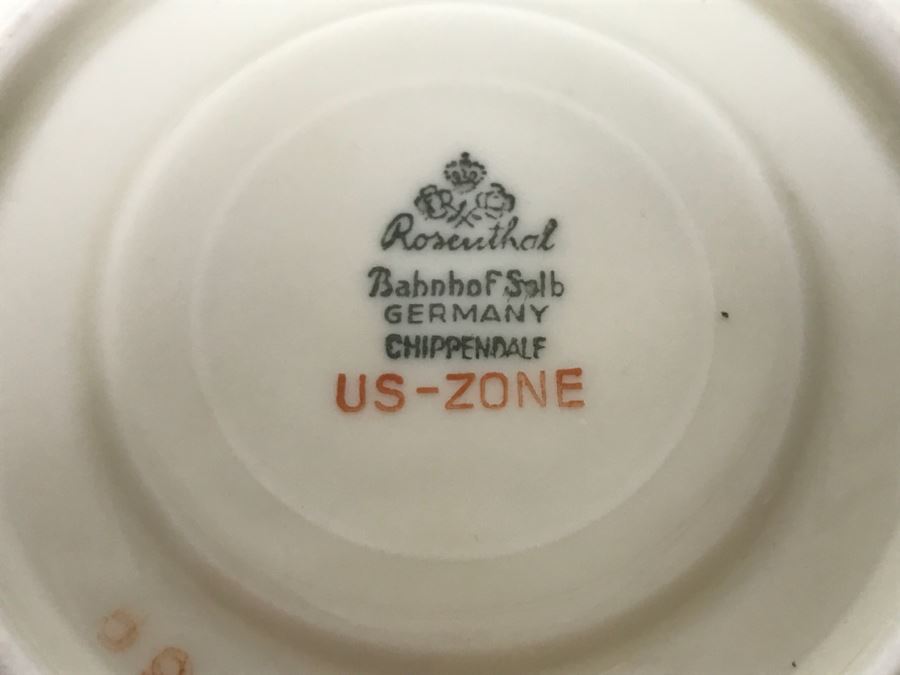 Rosenthal
Bahnhof Selb
GERMANY
CHIPPENDALE
US-ZONE